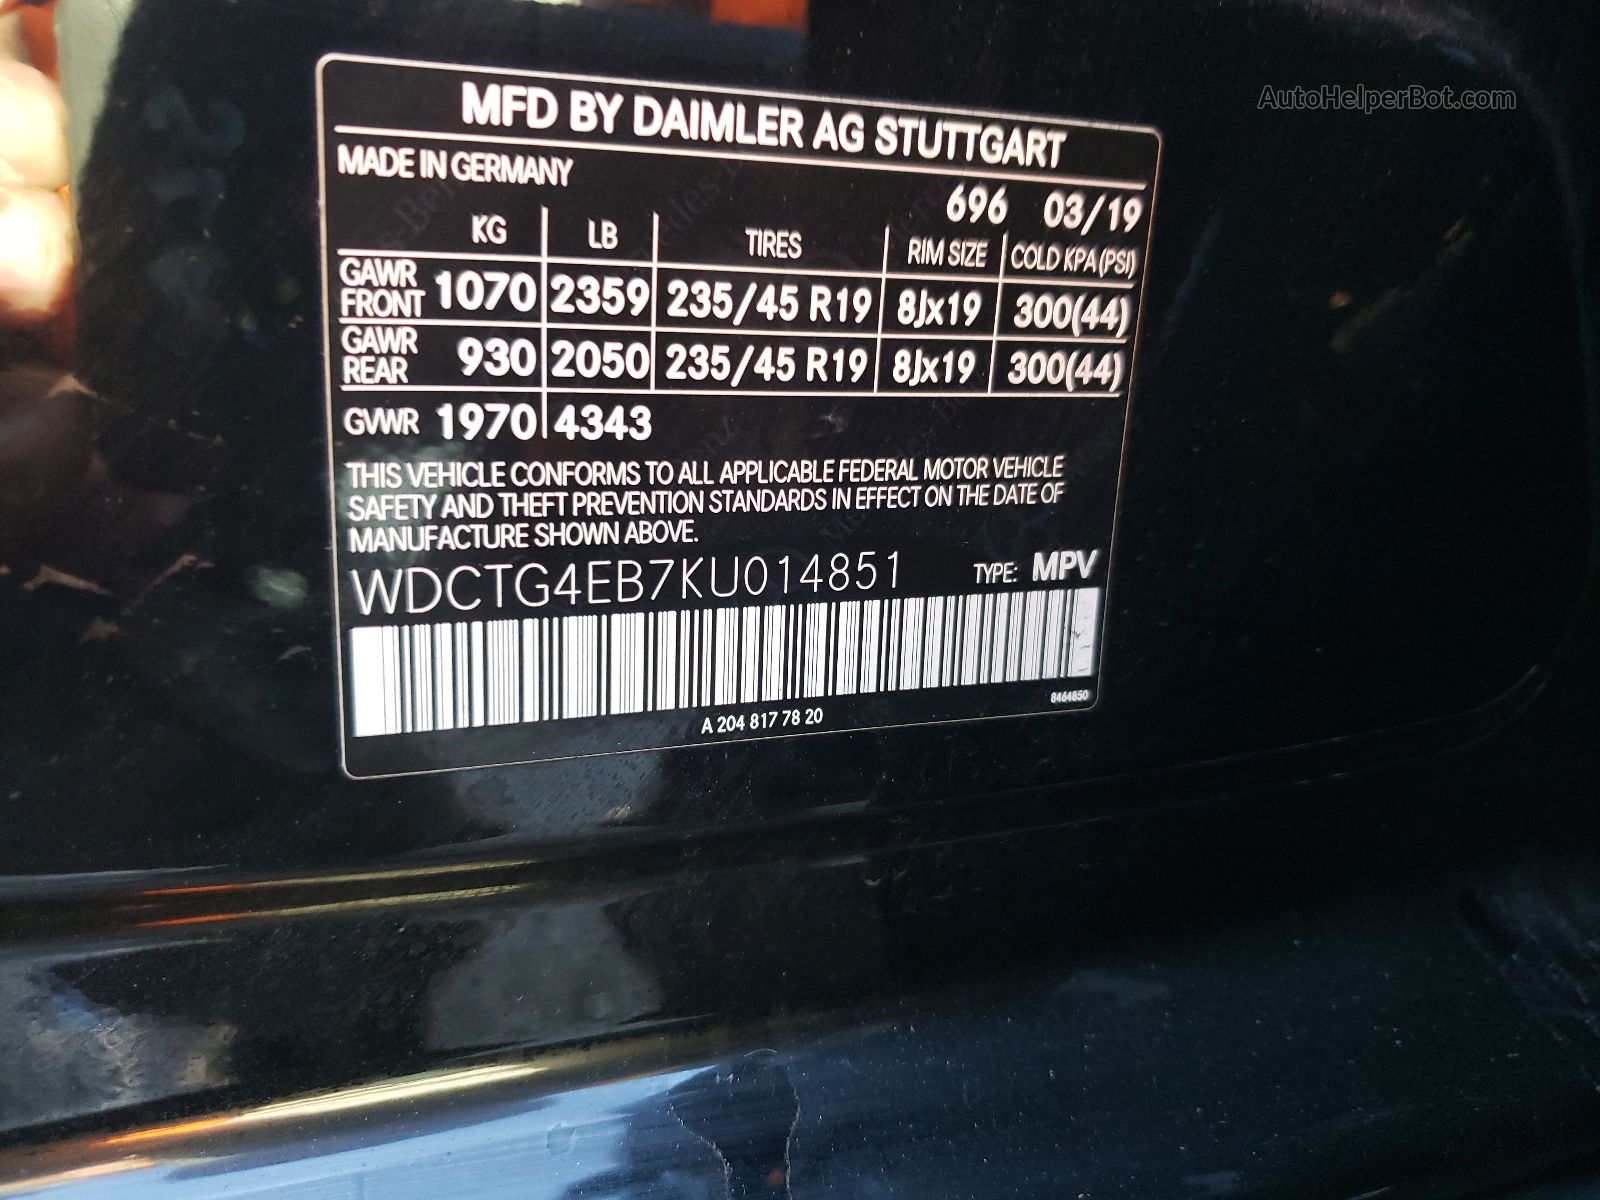 AutoHelperBot.com
MFD BY DAIMLER AG STUTTGART
MADE IN GERMANY
696 03/19
KG LB TIRES RIM SIZE COLD KPA(PSI)
GAWR FRONT 1070 2359 235/45 R19 8Jx19 300(44)
GAWR REAR 930 2050 235/45 R19 8Jx19 300(44)
GVWR 1970 4343
THIS VEHICLE CONFORMS TO ALL APPLICABLE FEDERAL MOTOR VEHICLE
SAFETY AND THEFT PREVENTION STANDARDS IN EFFECT ON THE DATE OF
MANUFACTURE SHOWN ABOVE.
WDCTG4EB7KU014851 TYPE: MPV
8464850
A 204 817 78 20